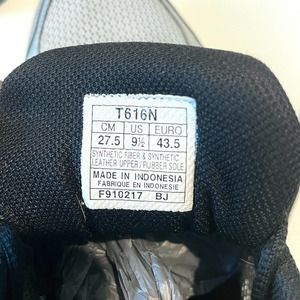 T616N
CM US EURO
27.5 9½ 43.5
SYNTHETIC FIBER & SYNTHETIC
LEATHER UPPER/RUBBER SOLE
MADE IN INDONESIA
FABRIQUE EN INDONESIE
F910217 BJ